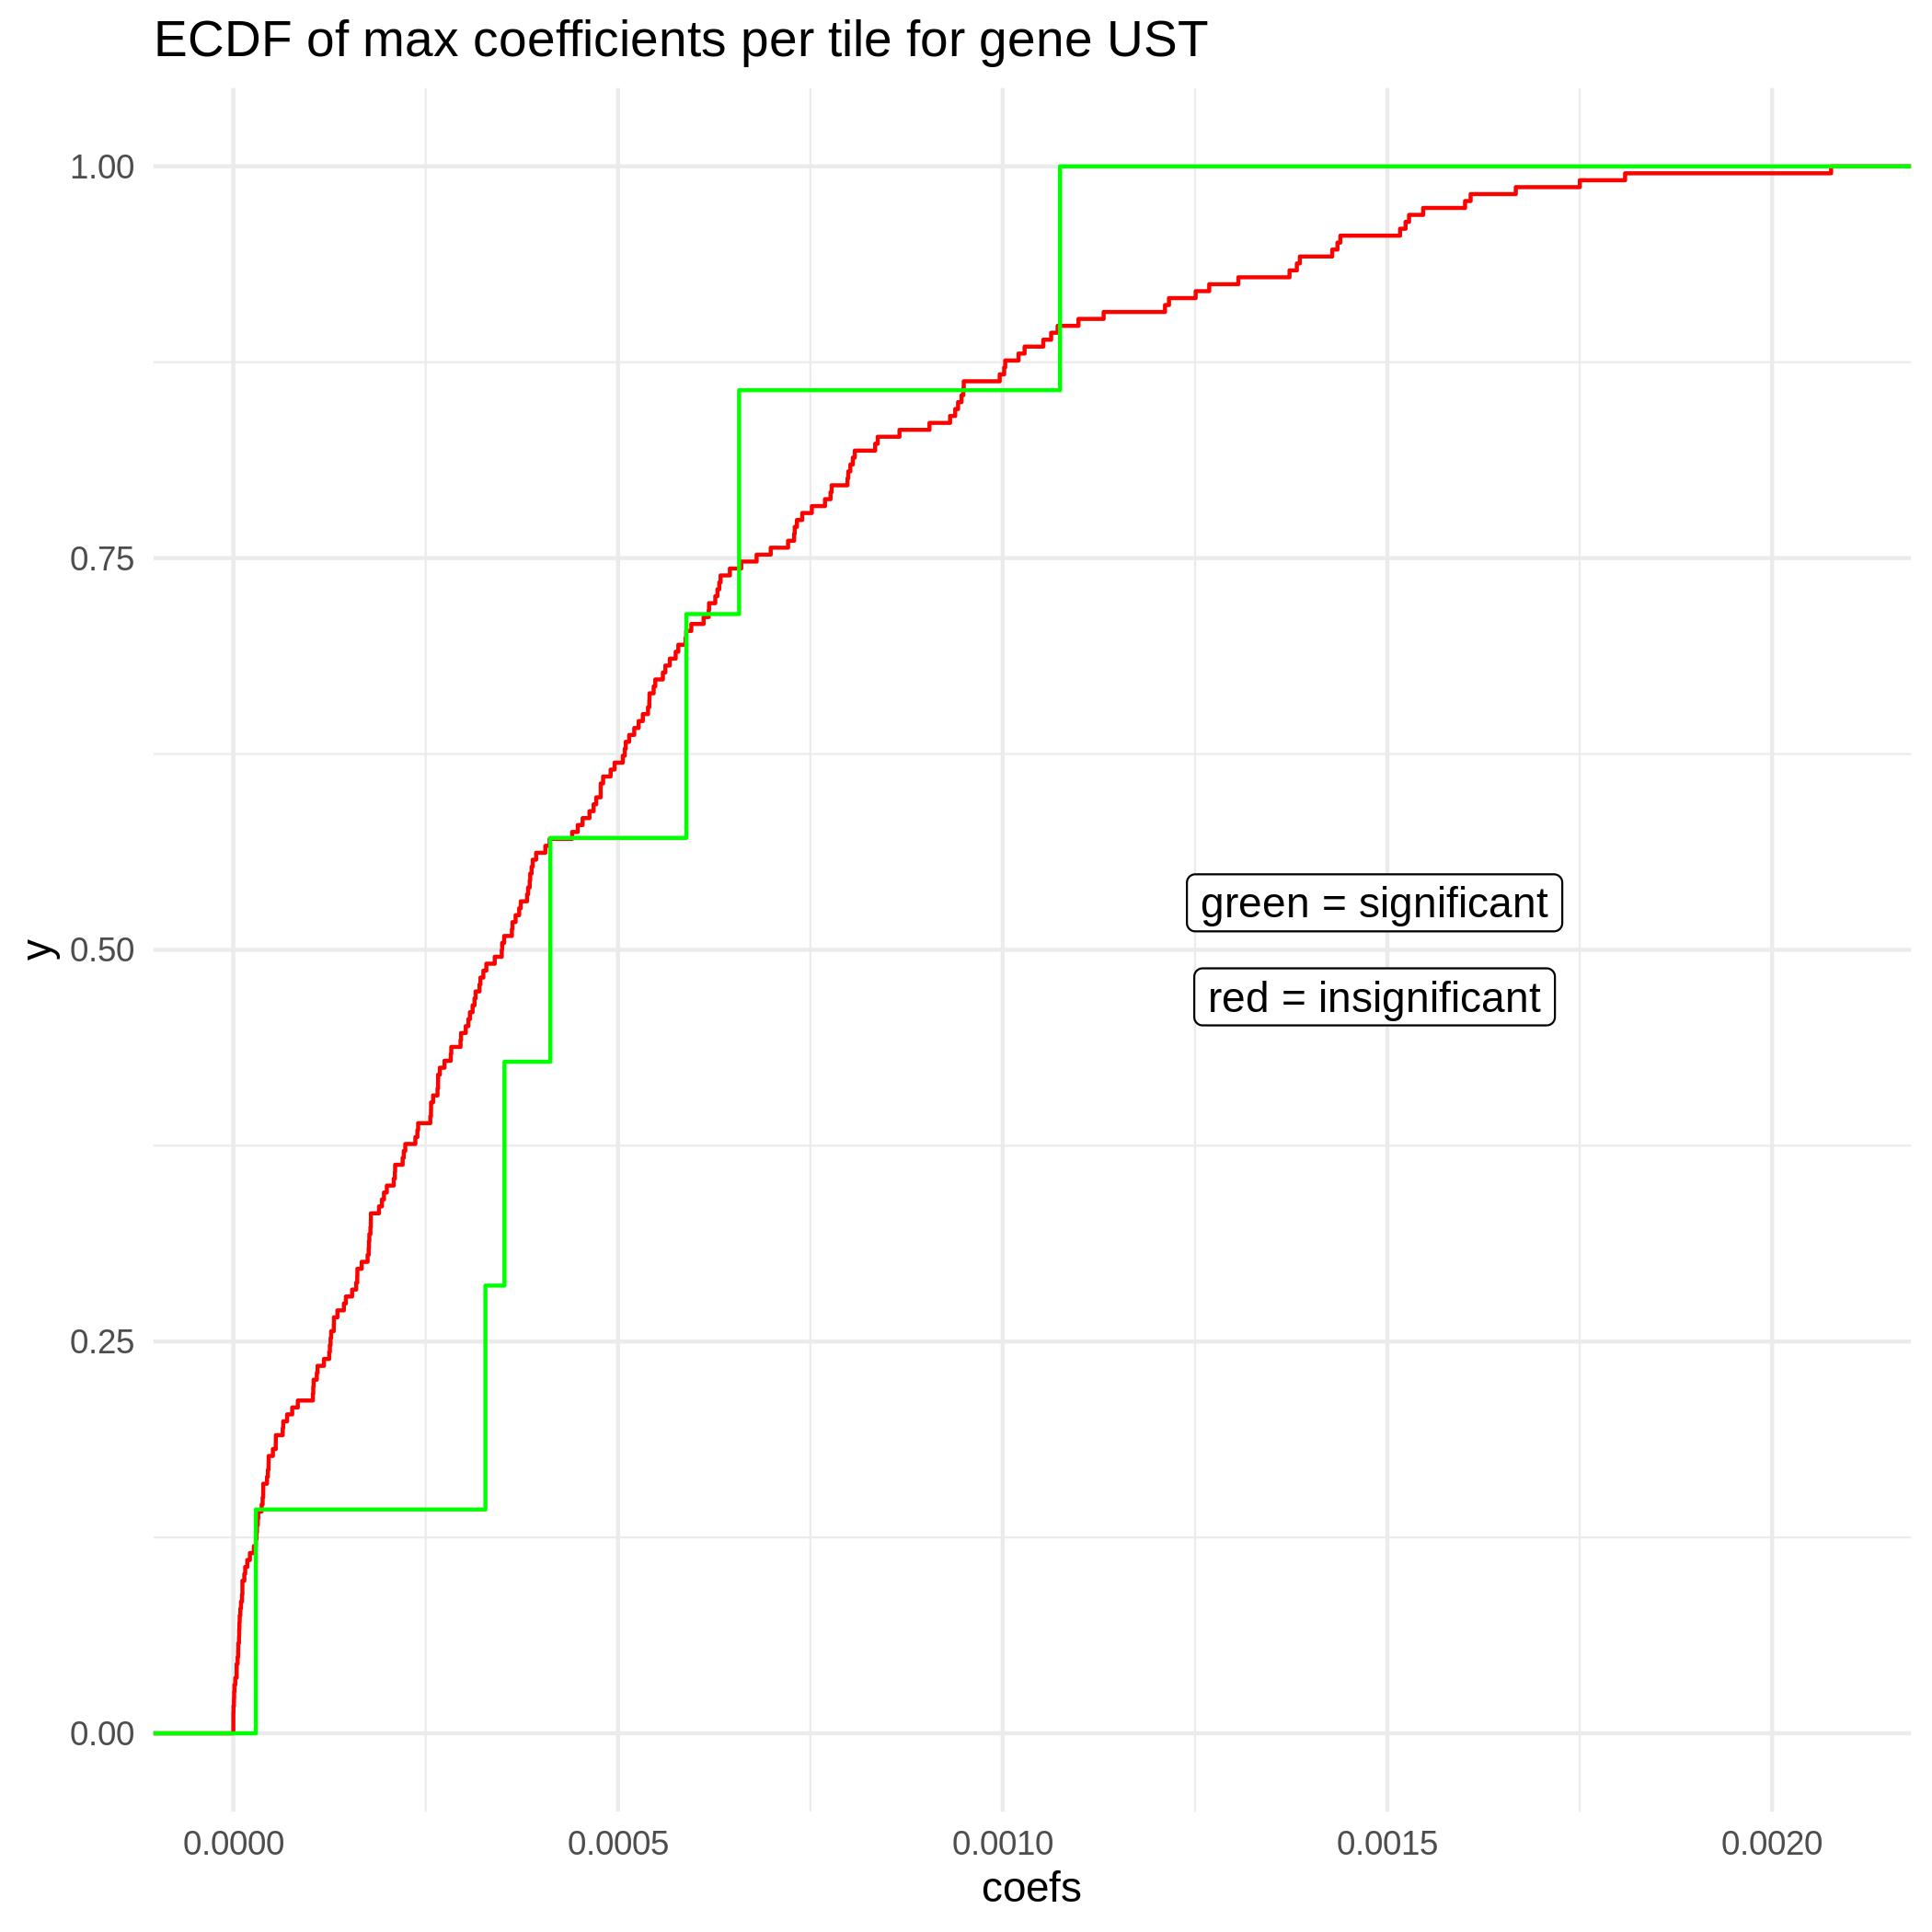 ECDF of max coefficients per tile for gene UST
1.00
0.75
0.50
0.25
0.00
y
green = significant
red = insignificant
0.0000 0.0005 0.0010 0.0015 0.0020
coefs